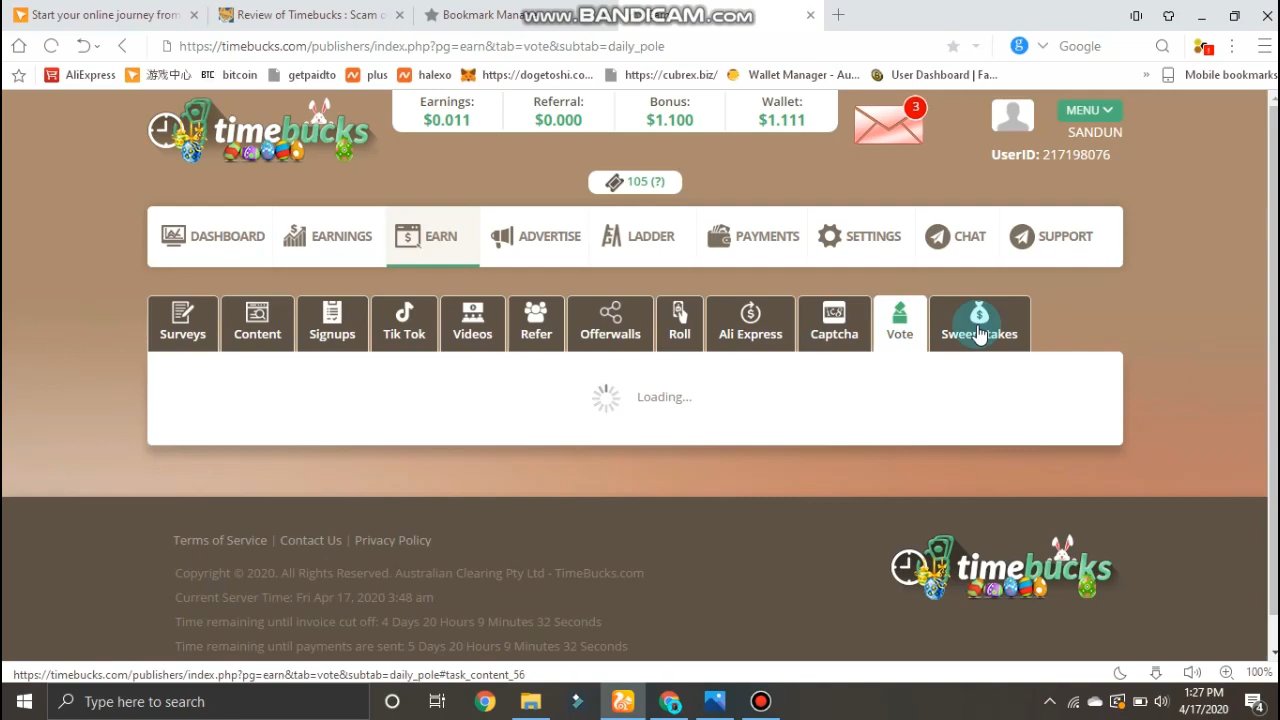 Start your online journey from
Review of Timebucks : Scam o
Bookmark Mana
www.BANDICAM.com
https://timebucks.com/publishers/index.php?pg=earn&tab=vote&subtab=daily_pole
Google
AliExpress
游戏中心
BTC bitcoin
getpaidto
plus
halexo
https://dogetoshi.co...
https://cubrex.biz/
Wallet Manager - Au...
User Dashboard | Fa...
»
Mobile bookmarks
timebucks
Earnings:
$0.011
Referral:
$0.000
Bonus:
$1.100
Wallet:
$1.111
3
MENU
SANDUN
UserID: 217198076
105 (?)
DASHBOARD
EARNINGS
EARN
ADVERTISE
LADDER
PAYMENTS
SETTINGS
CHAT
SUPPORT
Surveys
Content
Signups
Tik Tok
Videos
Refer
Offerwalls
Roll
Ali Express
Captcha
Vote
Loading...
Terms of Service | Contact Us | Privacy Policy
timebucks
Copyright © 2020. All Rights Reserved. Australian Clearing Pty Ltd - TimeBucks.com
Current Server Time: Fri Apr 17, 2020 3:48 am
Time remaining until invoice cut off: 4 Days 20 Hours 9 Minutes 32 Seconds
Time remaining until payments are sent: 5 Days 20 Hours 9 Minutes 32 Seconds
https://timebucks.com/publishers/index.php?pg=earn&tab=vote&subtab=daily_pole#task_content_56
100%
Type here to search
1:27 PM
4/17/2020
4